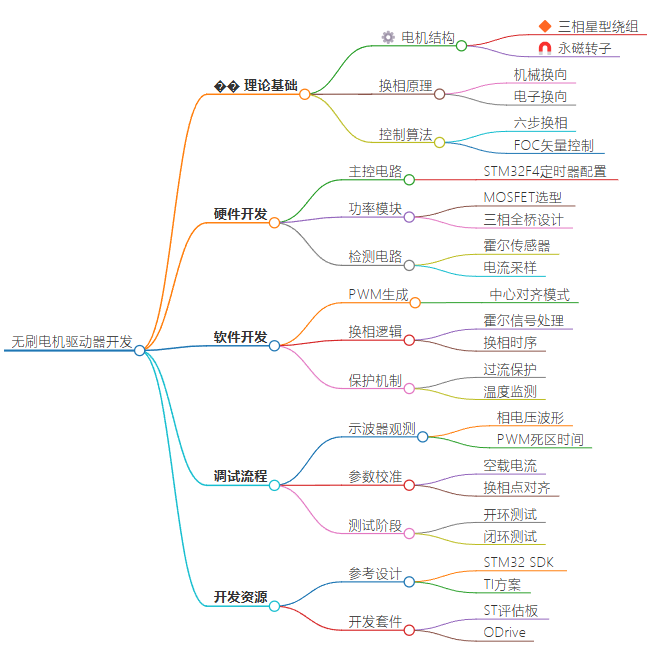 无刷电机驱动器开发
�� 理论基础
⚙ 电机结构
🔶 三相星型绕组
🧲 永磁转子
换相原理
机械换向
电子换向
控制算法
六步换相
FOC矢量控制
硬件开发
主控电路
STM32F4定时器配置
功率模块
MOSFET选型
三相全桥设计
检测电路
霍尔传感器
电流采样
软件开发
PWM生成
中心对齐模式
换相逻辑
霍尔信号处理
换相时序
保护机制
过流保护
温度监测
调试流程
示波器观测
相电压波形
PWM死区时间
参数校准
空载电流
换相点对齐
测试阶段
开环测试
闭环测试
开发资源
参考设计
STM32 SDK
TI方案
开发套件
ST评估板
ODrive